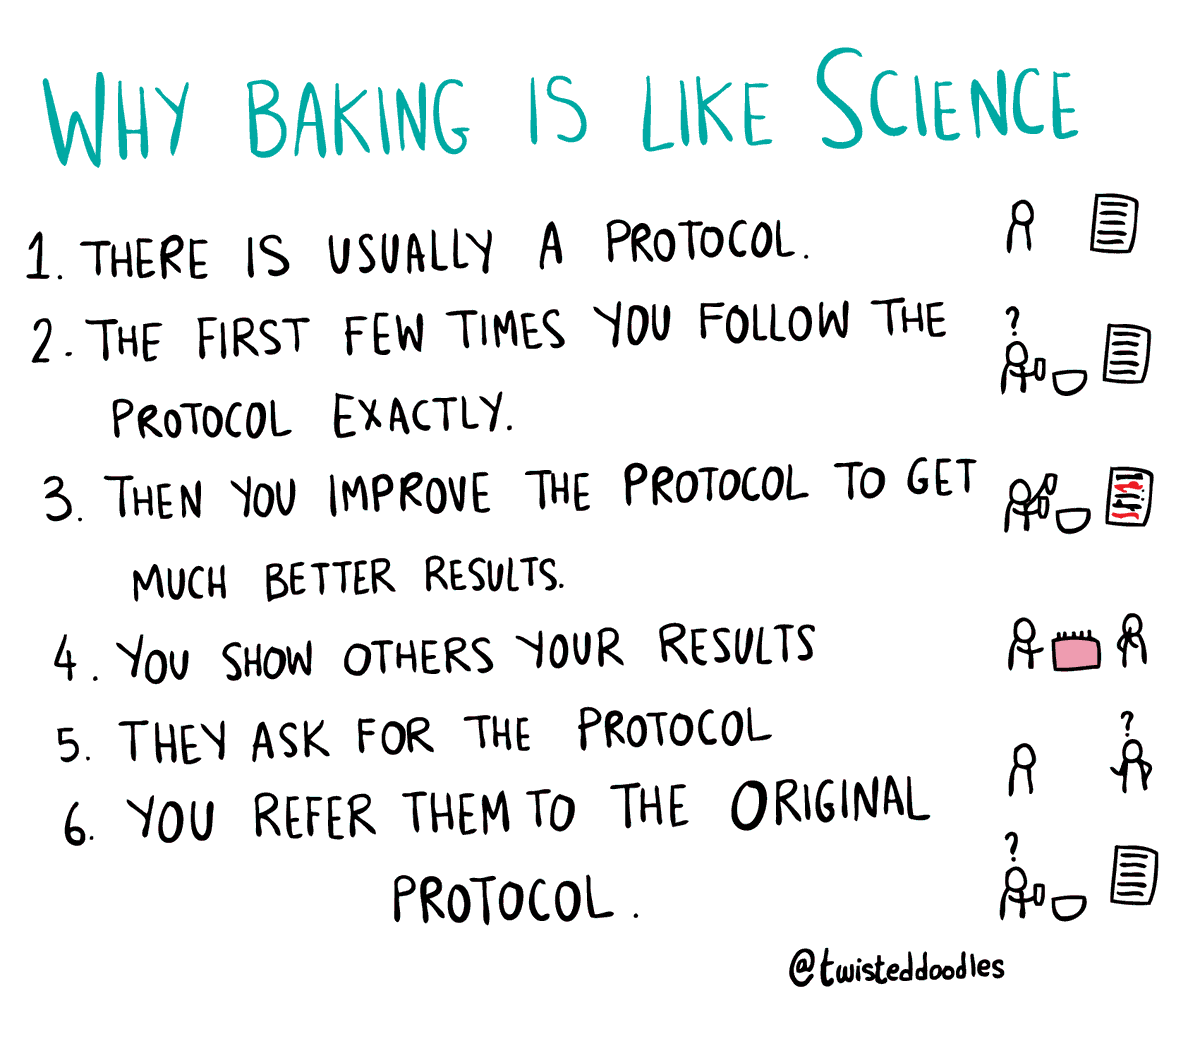 WHY BAKING IS LIKE SCIENCE
1. THERE IS USUALLY A PROTOCOL.
2. THE FIRST FEW TIMES YOU FOLLOW THE
PROTOCOL EXACTLY.
3. THEN YOU IMPROVE THE PROTOCOL TO GET
MUCH BETTER RESULTS.
4. YOU SHOW OTHERS YOUR RESULTS
5. THEY ASK FOR THE PROTOCOL
6. YOU REFER THEM TO THE ORIGINAL
PROTOCOL.
?
?
?
@twisteddoodles